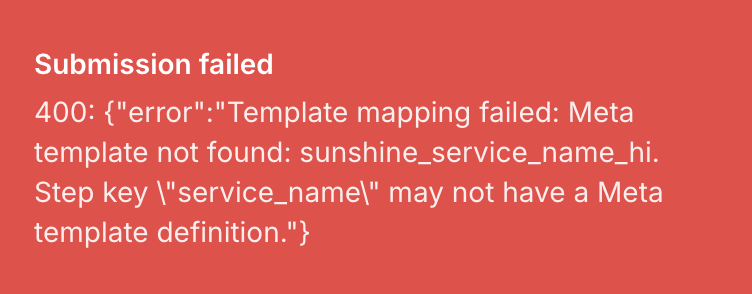 Submission failed
400: {"error":"Template mapping failed: Meta
template not found: sunshine_service_name_hi.
Step key \"service_name\" may not have a Meta
template definition."}